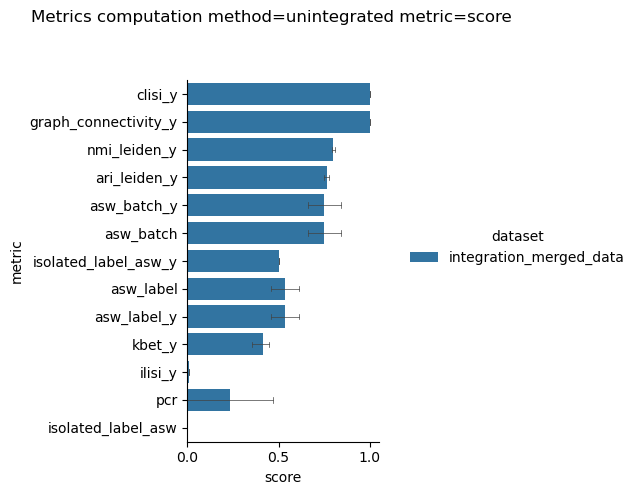 Metrics computation method=unintegrated metric=score
clisi_y
graph_connectivity_y
nmi_leiden_y
ari_leiden_y
asw_batch_y
asw_batch
isolated_label_asw_y
asw_label
asw_label_y
kbet_y
ilisi_y
pcr
isolated_label_asw
metric
0.0
0.5
1.0
score
dataset
integration_merged_data